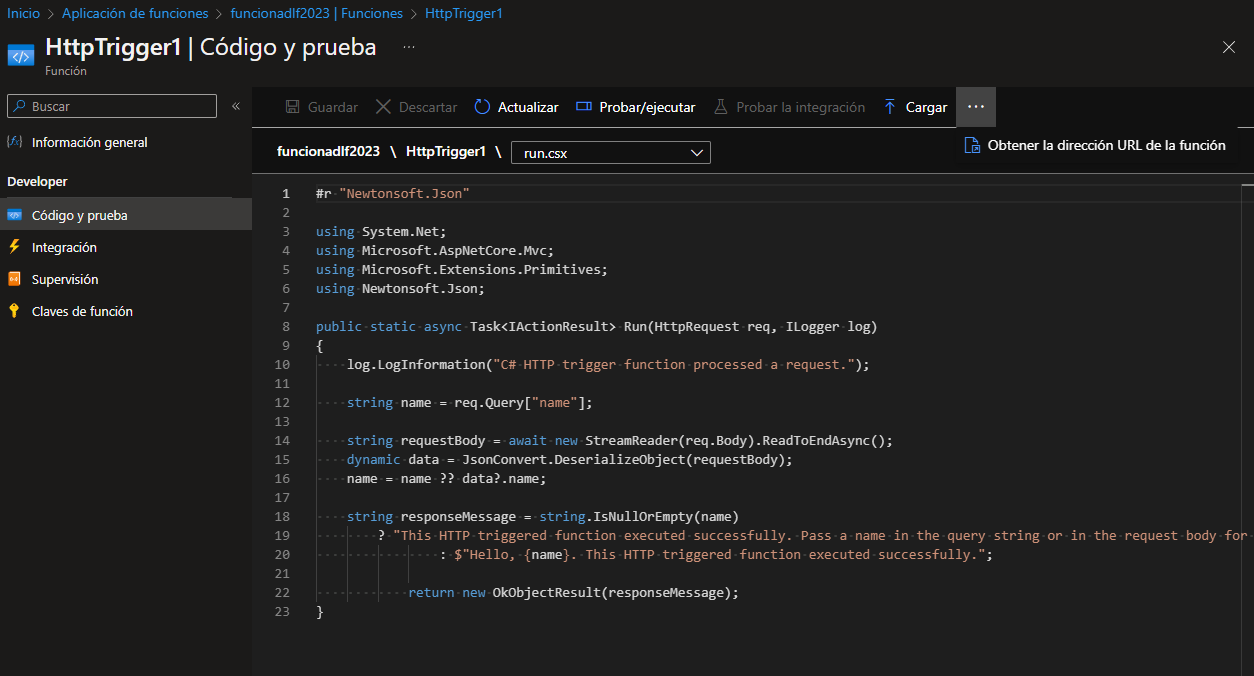 Inicio > Aplicación de funciones > funcionadlf2023 | Funciones > HttpTrigger1
HttpTrigger1 | Código y prueba ...
Función
Buscar «
Información general
Developer
Código y prueba
Integración
Supervisión
Claves de función
Guardar Descartar Actualizar Probar/ejecutar Probar la integración Cargar ...
Obtener la dirección URL de la función
funcionadlf2023 \ HttpTrigger1 \ run.csx
1 #r "Newtonsoft.Json"
2
3 using System.Net;
4 using Microsoft.AspNetCore.Mvc;
5 using Microsoft.Extensions.Primitives;
6 using Newtonsoft.Json;
7
8 public static async Task<IActionResult> Run(HttpRequest req, ILogger log)
9 {
10     log.LogInformation("C# HTTP trigger function processed a request.");
11
12     string name = req.Query["name"];
13
14     string requestBody = await new StreamReader(req.Body).ReadToEndAsync();
15     dynamic data = JsonConvert.DeserializeObject(requestBody);
16     name = name ?? data?.name;
17
18     string responseMessage = string.IsNullOrEmpty(name)
19         ? "This HTTP triggered function executed successfully. Pass a name in the query string or in the request body for
20                 : $"Hello, {name}. This HTTP triggered function executed successfully.";
21
22             return new OkObjectResult(responseMessage);
23 }